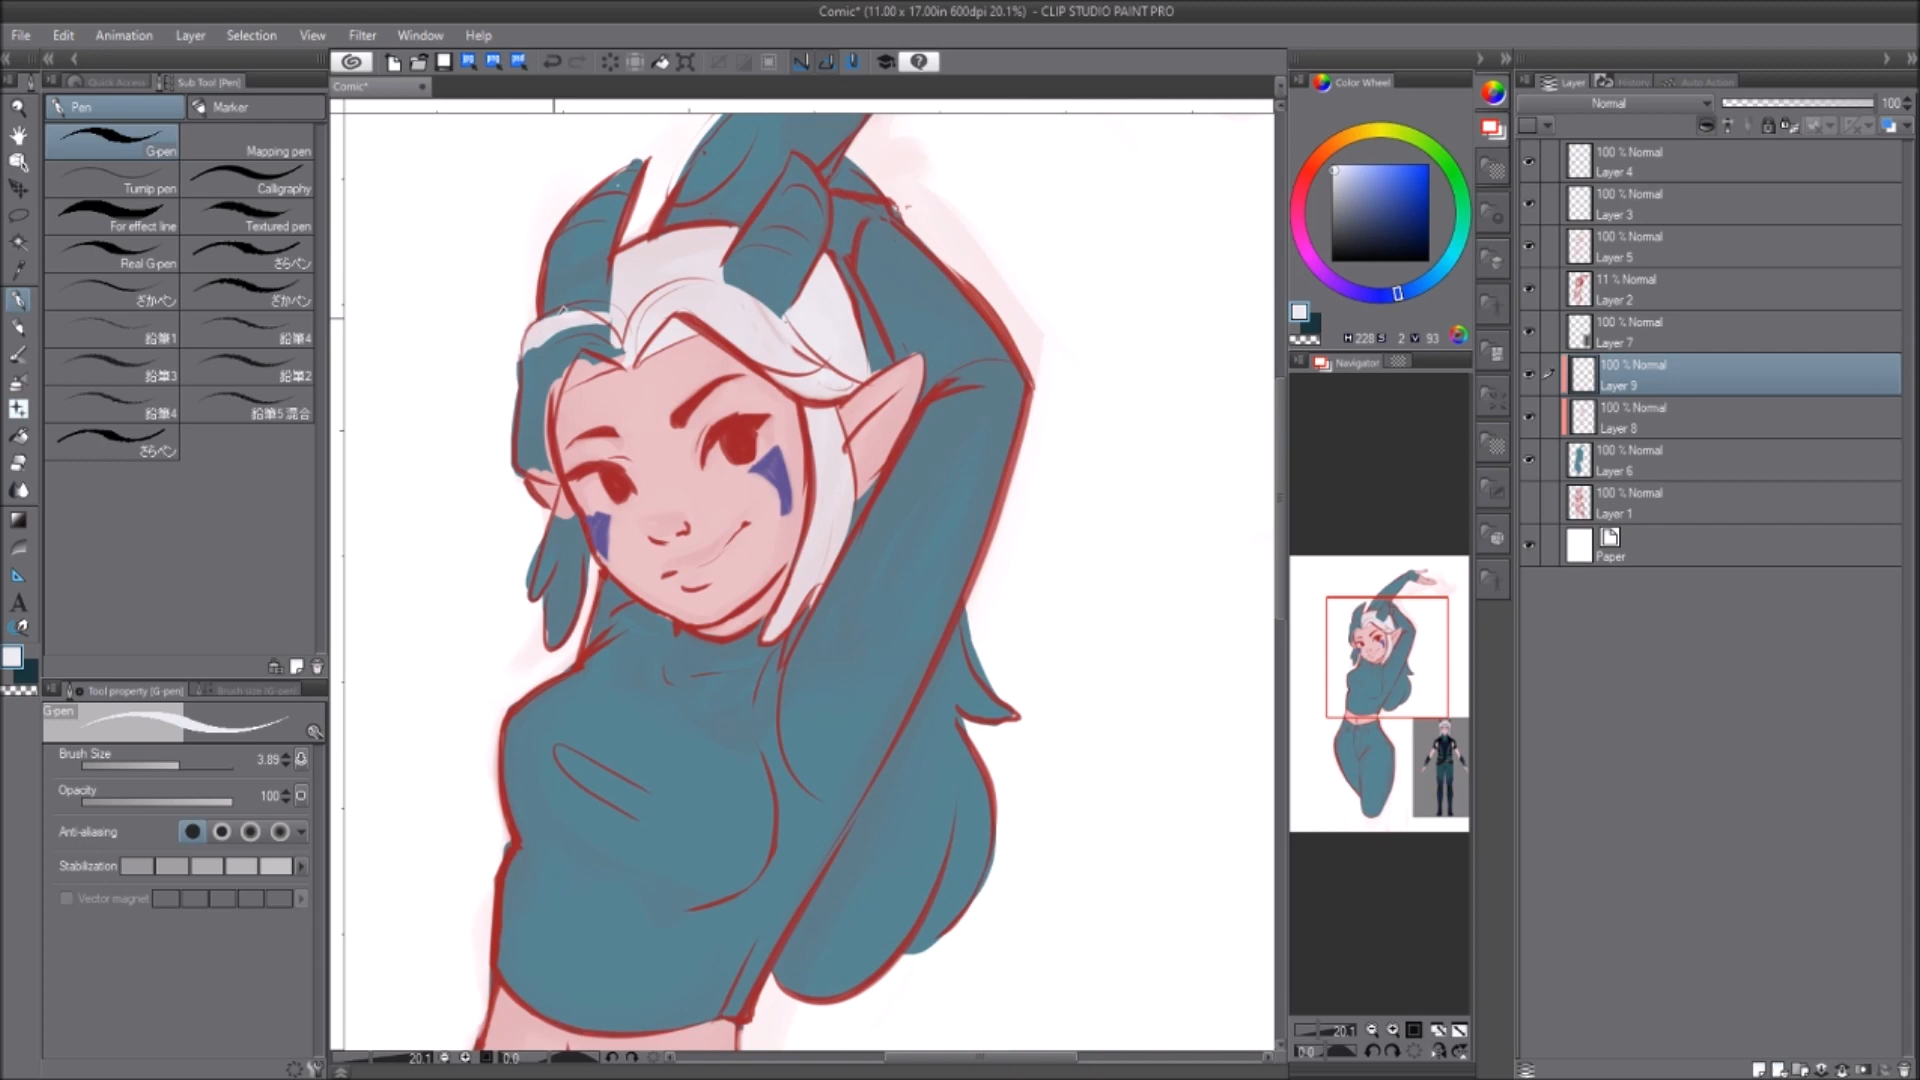 Comic* (11.00 x 17.00in 600dpi 20.1%) - CLIP STUDIO PAINT PRO
File Edit Animation Layer Selection View Filter Window Help
Quick Access Sub Tool [Pen]
Comic*
Color Wheel
Layer History Auto Action
Pen Marker
Normal 100
G-pen Mapping pen
Turnip pen Calligraphy
For effect line Textured pen
Real G-pen さらペン
ざかペン ざかペン
鉛筆1 鉛筆4
鉛筆3 鉛筆2
鉛筆4 鉛筆5混合
さらペン
Tool property [G-pen] Brush size [G-pen]
G-pen
Brush Size 3.89
Opacity 100
Anti-aliasing
Stabilization
Vector magnet
20.1 0.0
H 228 S 2 V 93
Navigator
20.1
0.0
100 % Normal
Layer 4
100 % Normal
Layer 3
100 % Normal
Layer 5
11 % Normal
Layer 2
100 % Normal
Layer 7
100 % Normal
Layer 9
100 % Normal
Layer 8
100 % Normal
Layer 6
100 % Normal
Layer 1
Paper